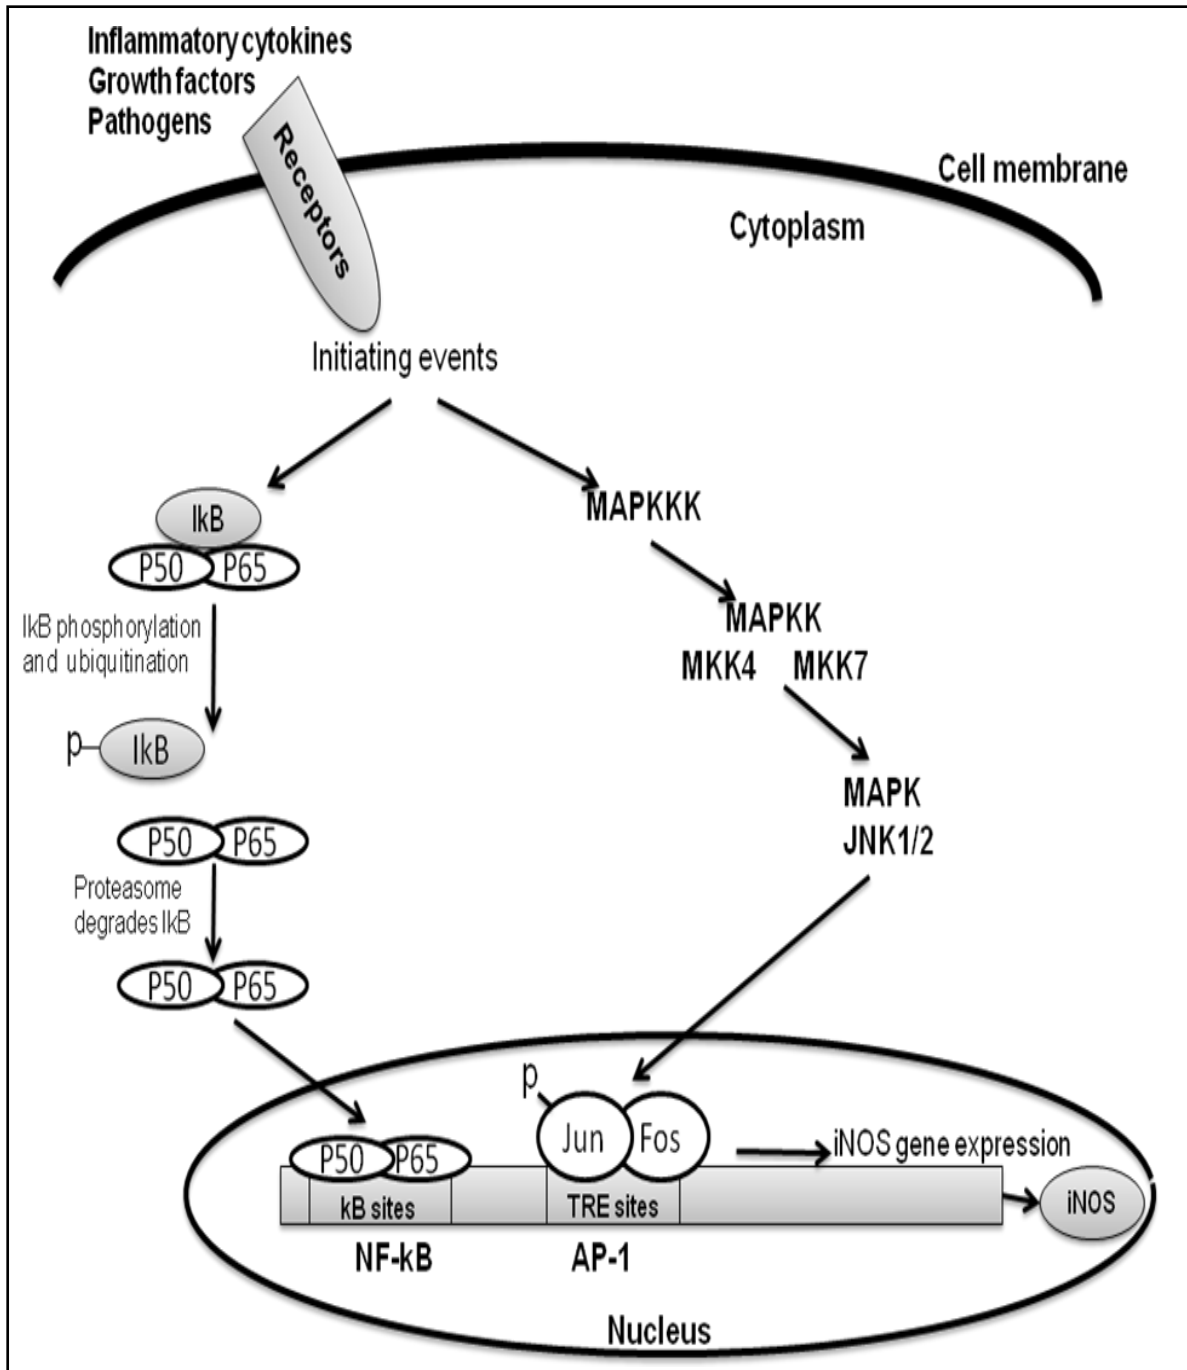 Inflammatory cytokines
Growth factors
Pathogens
Receptors
Cell membrane
Cytoplasm
Initiating events
IkB
P50 P65
IkB phosphorylation
and ubiquitination
p
IkB
P50 P65
Proteasome
degrades IkB
P50 P65
MAPKKK
MAPKK
MKK4 MKK7
MAPK
JNK1/2
p
Jun Fos
P50 P65
iNOS gene expression
kB sites
TRE sites
iNOS
NF-kB
AP-1
Nucleus